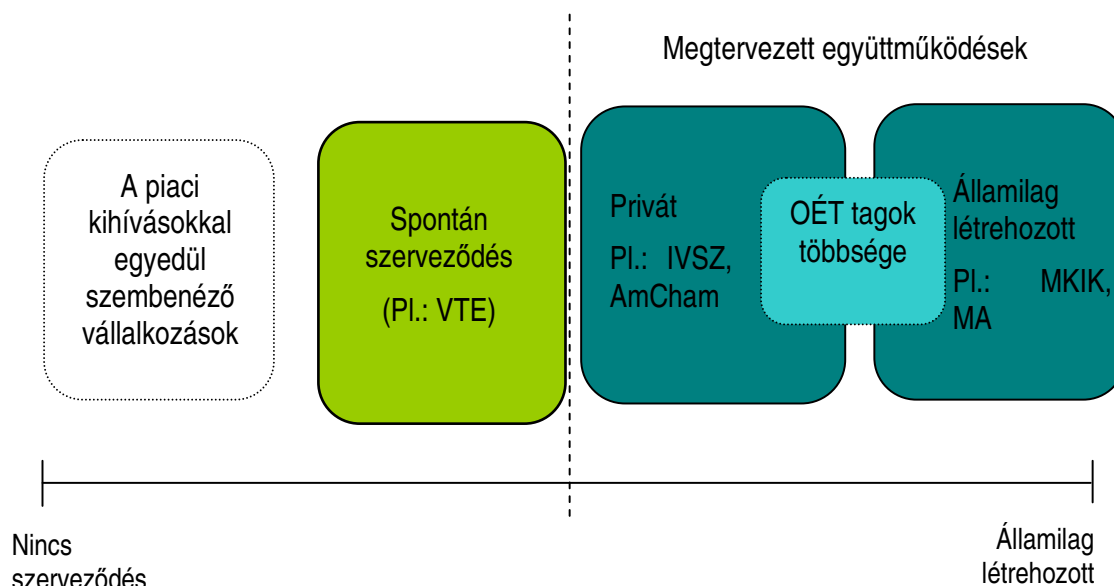 Megtervezett együttműködések
A piaci
kihívásokkal
egyedül
szembenéző
vállalkozások
Spontán
szerveződés
(Pl.: VTE)
Privát
Pl.: IVSZ,
AmCham
OÉT tagok
többsége
Államilag
létrehozott
Pl.: MKIK,
MA
Nincs
szerveződés
Államilag
létrehozott